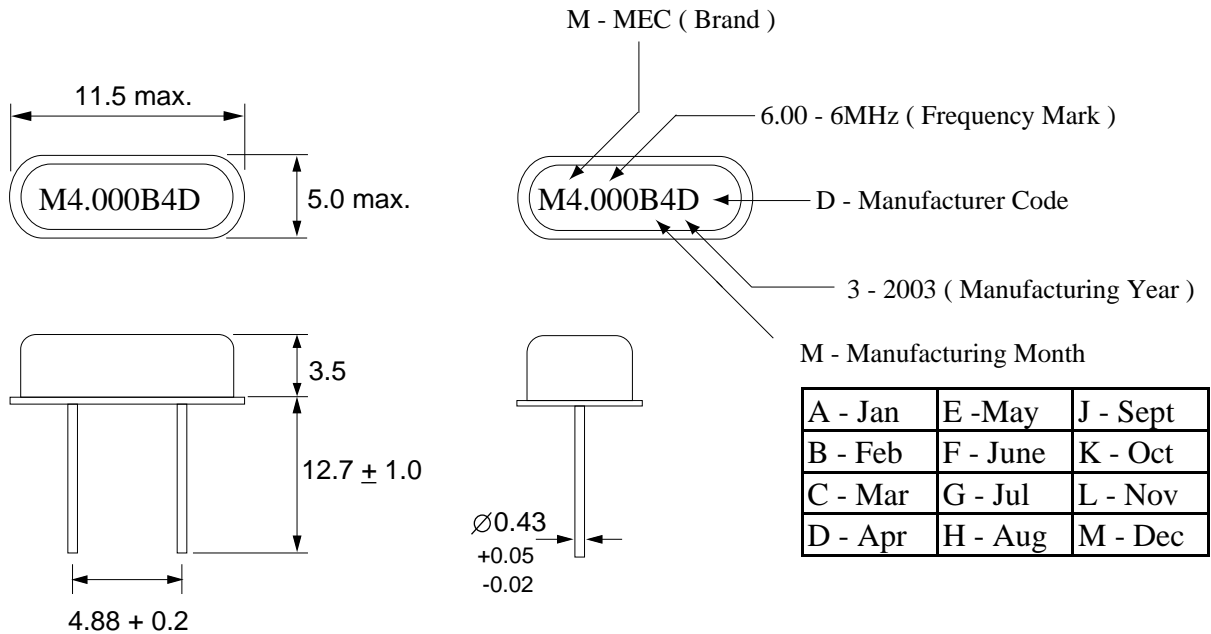 M - MEC ( Brand )
11.5 max.
6.00 - 6MHz ( Frequency Mark )
M4.000B4D
5.0 max.
M4.000B4D
D - Manufacturer Code
3 - 2003 ( Manufacturing Year )
M - Manufacturing Month
3.5
12.7 ± 1.0
∅0.43
+0.05
-0.02
4.88 + 0.2
A - Jan E -May J - Sept
B - Feb F - June K - Oct
C - Mar G - Jul L - Nov
D - Apr H - Aug M - Dec